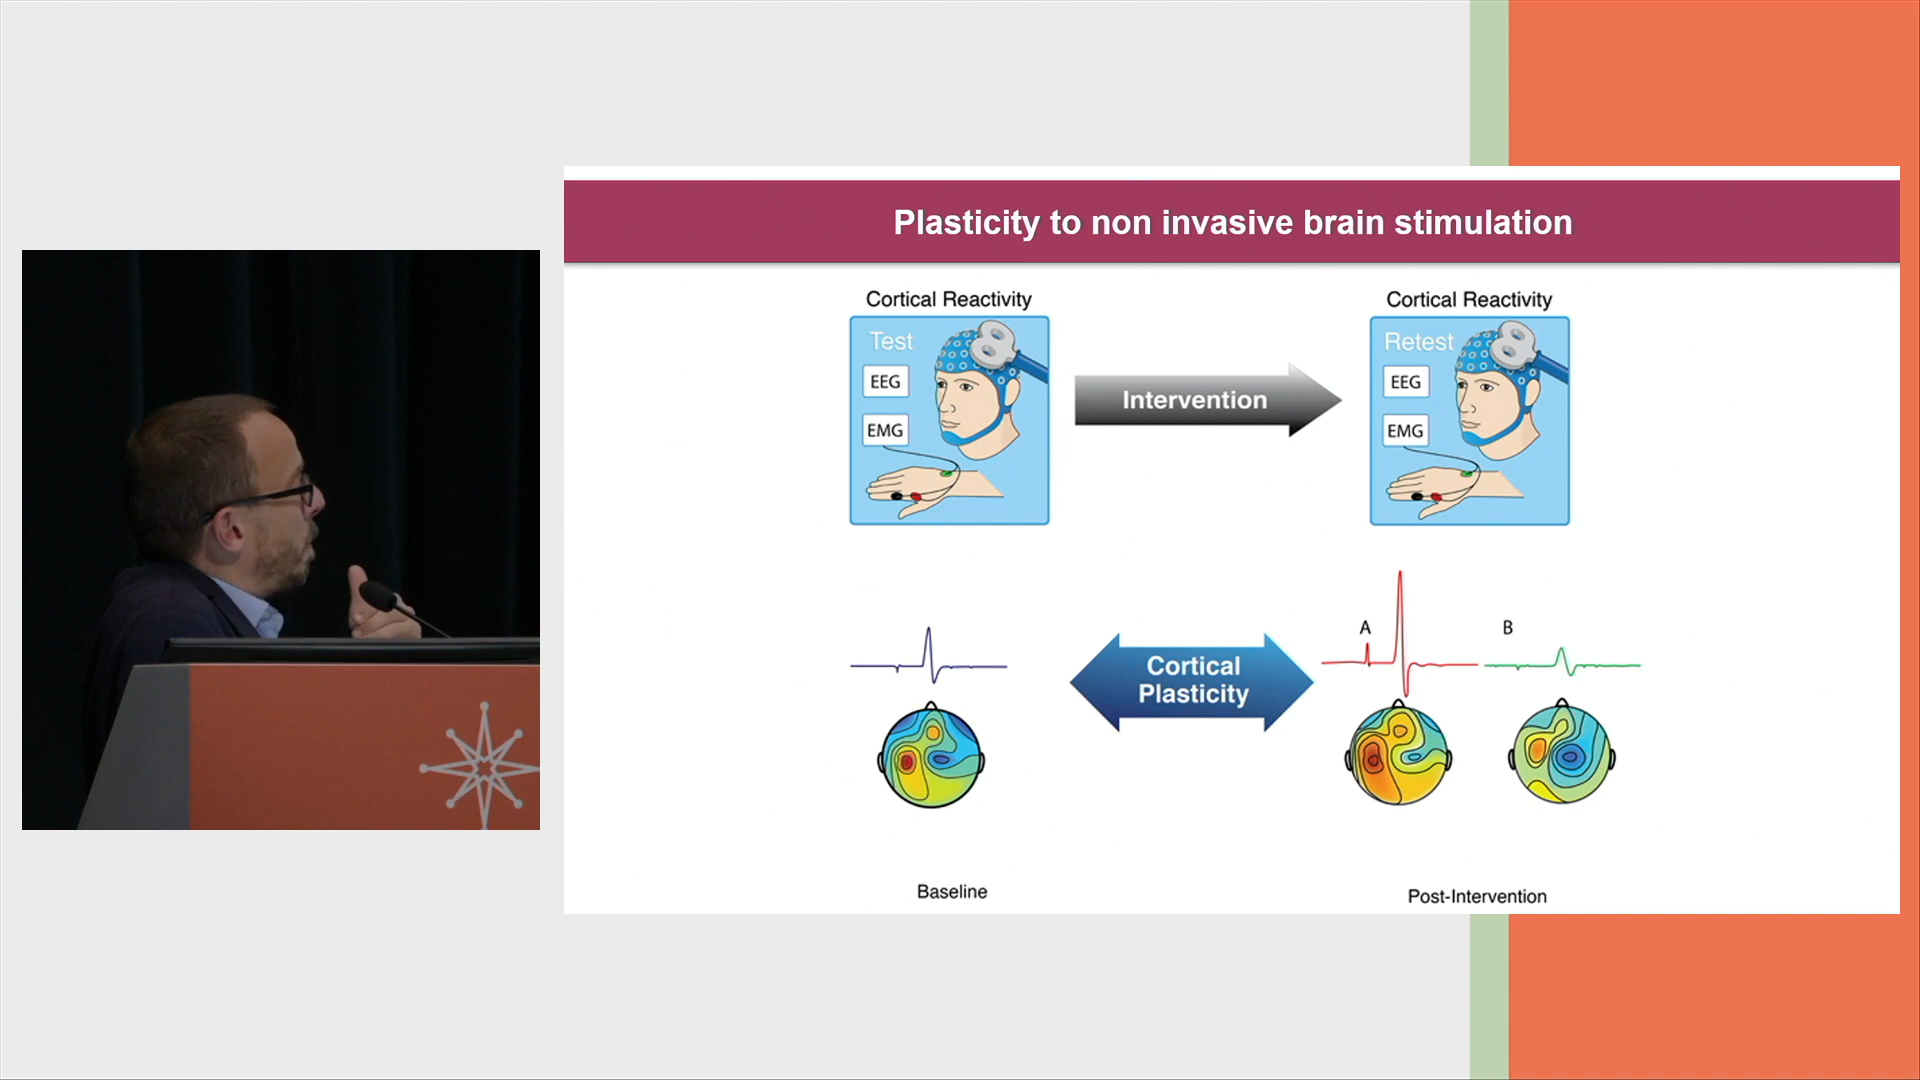 Plasticity to non invasive brain stimulation
Cortical Reactivity
Test
EEG
EMG
Intervention
Cortical Reactivity
Retest
EEG
EMG
Cortical
Plasticity
A
B
Baseline
Post-Intervention